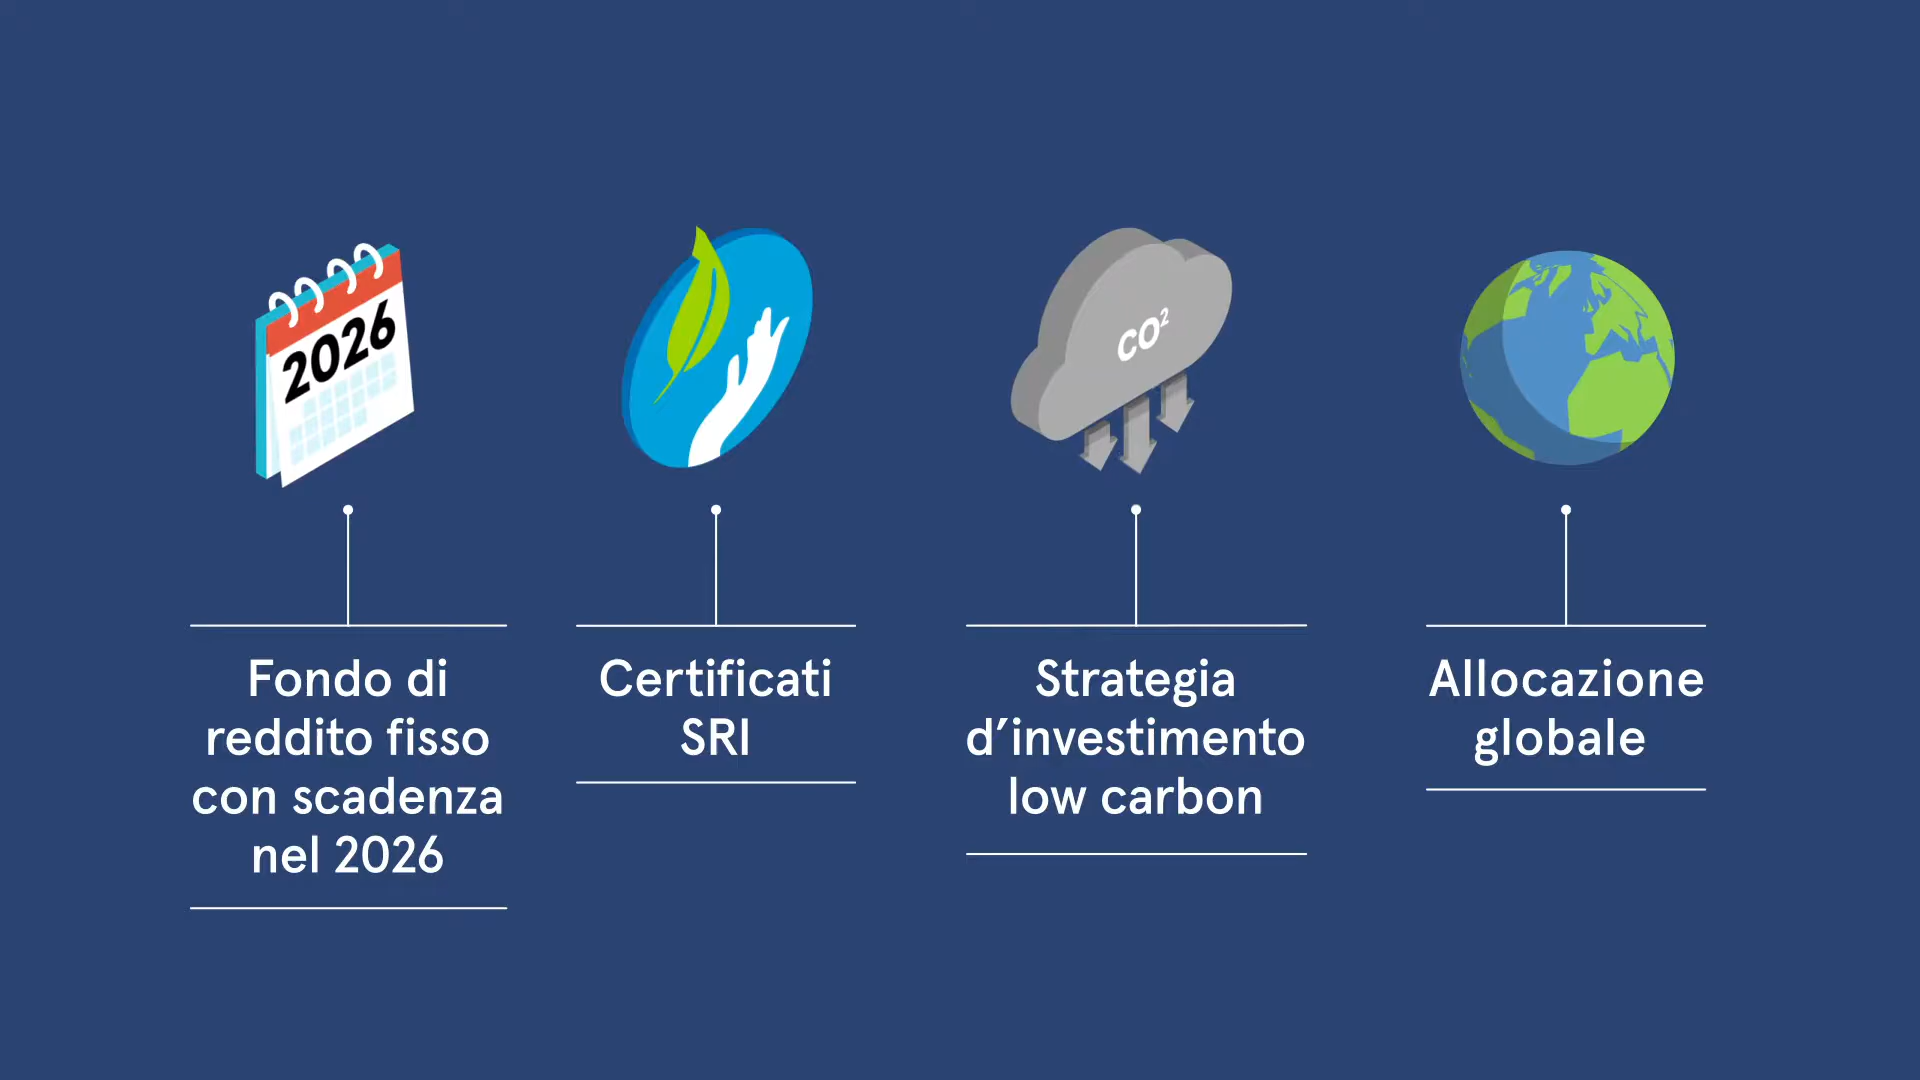 2026
CO²
Fondo di
reddito fisso
con scadenza
nel 2026
Certificati
SRI
Strategia
d’investimento
low carbon
Allocazione
globale